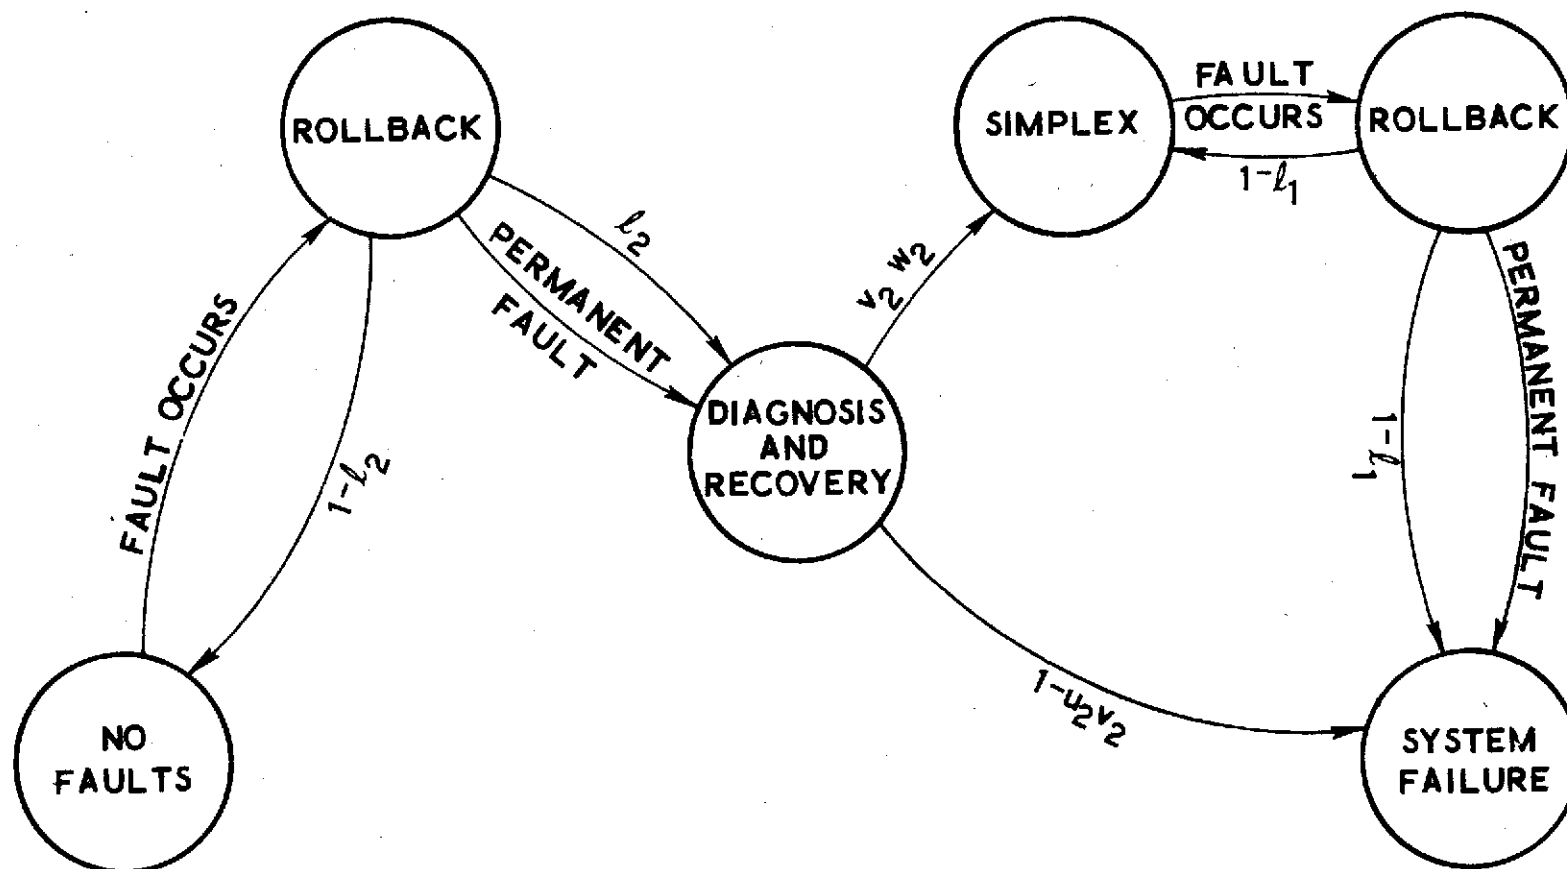 ROLLBACK
SIMPLEX
FAULT
OCCURS
ROLLBACK
1-ℓ1
ℓ2
PERMANENT
FAULT
v2 w2
FAULT OCCURS
1-ℓ2
DIAGNOSIS
AND
RECOVERY
1-ℓ1
PERMANENT FAULT
1-u2v2
NO
FAULTS
SYSTEM
FAILURE